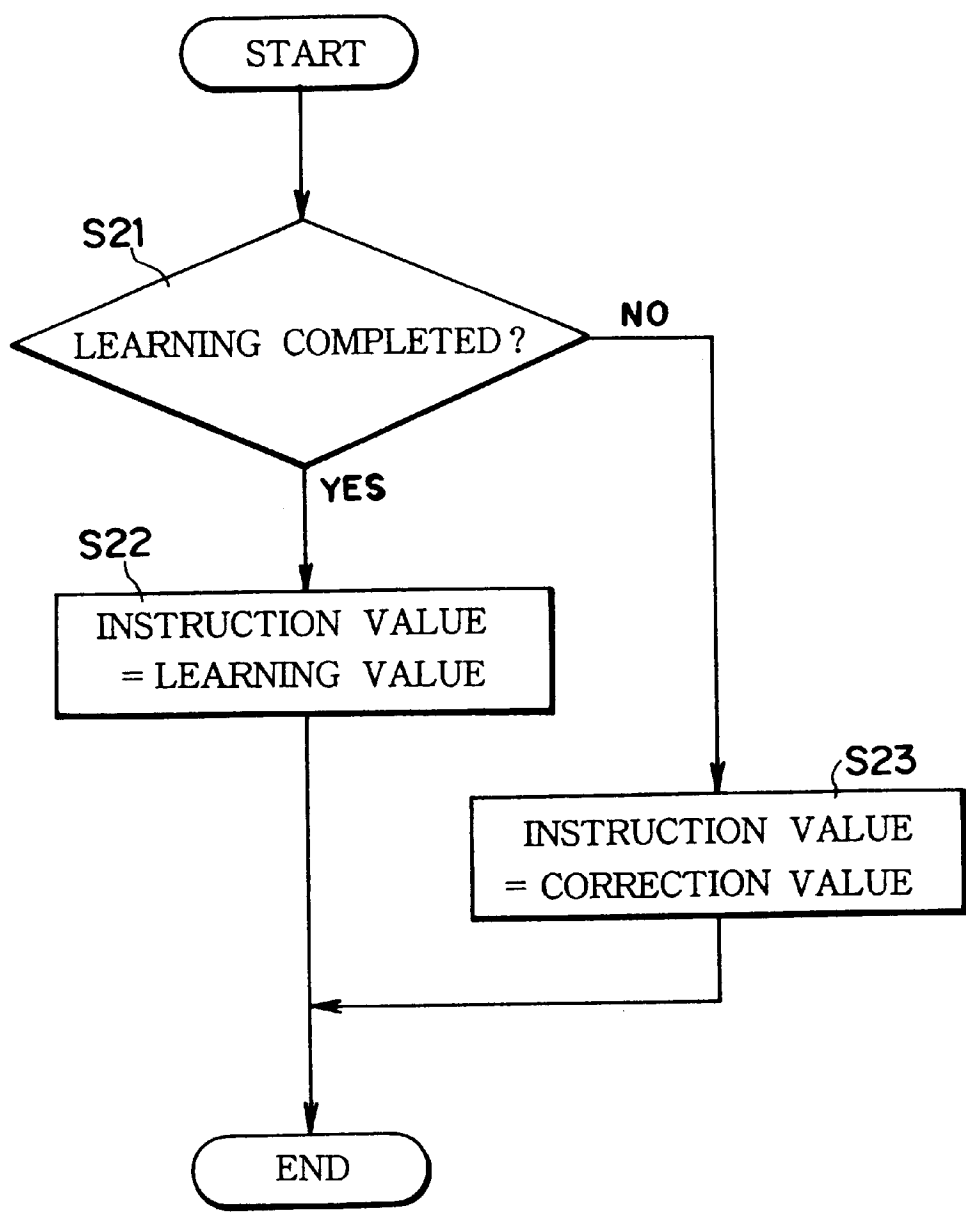 START
S21
LEARNING COMPLETED?
NO
YES
S22
INSTRUCTION VALUE
= LEARNING VALUE
S23
INSTRUCTION VALUE
= CORRECTION VALUE
END